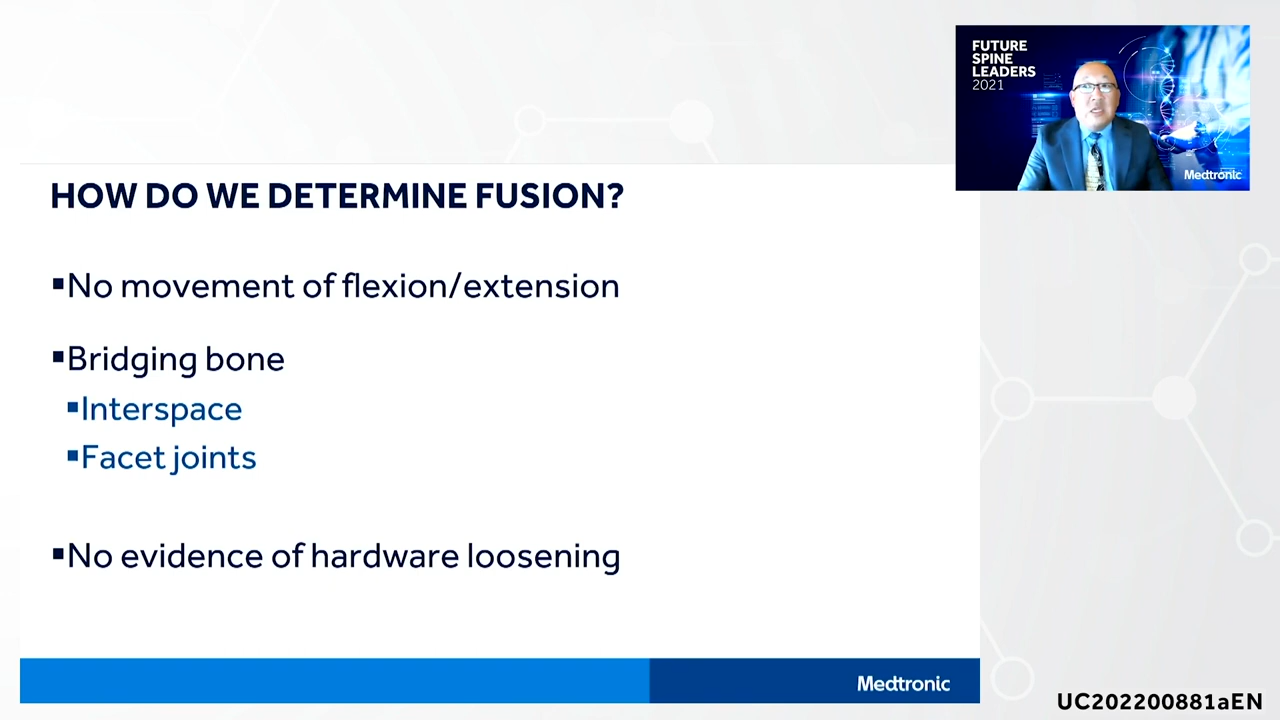 FUTURE
SPINE
LEADERS
2021
Medtronic
HOW DO WE DETERMINE FUSION?
▪No movement of flexion/extension
▪Bridging bone
▪Interspace
▪Facet joints
▪No evidence of hardware loosening
Medtronic
UC202200881aEN